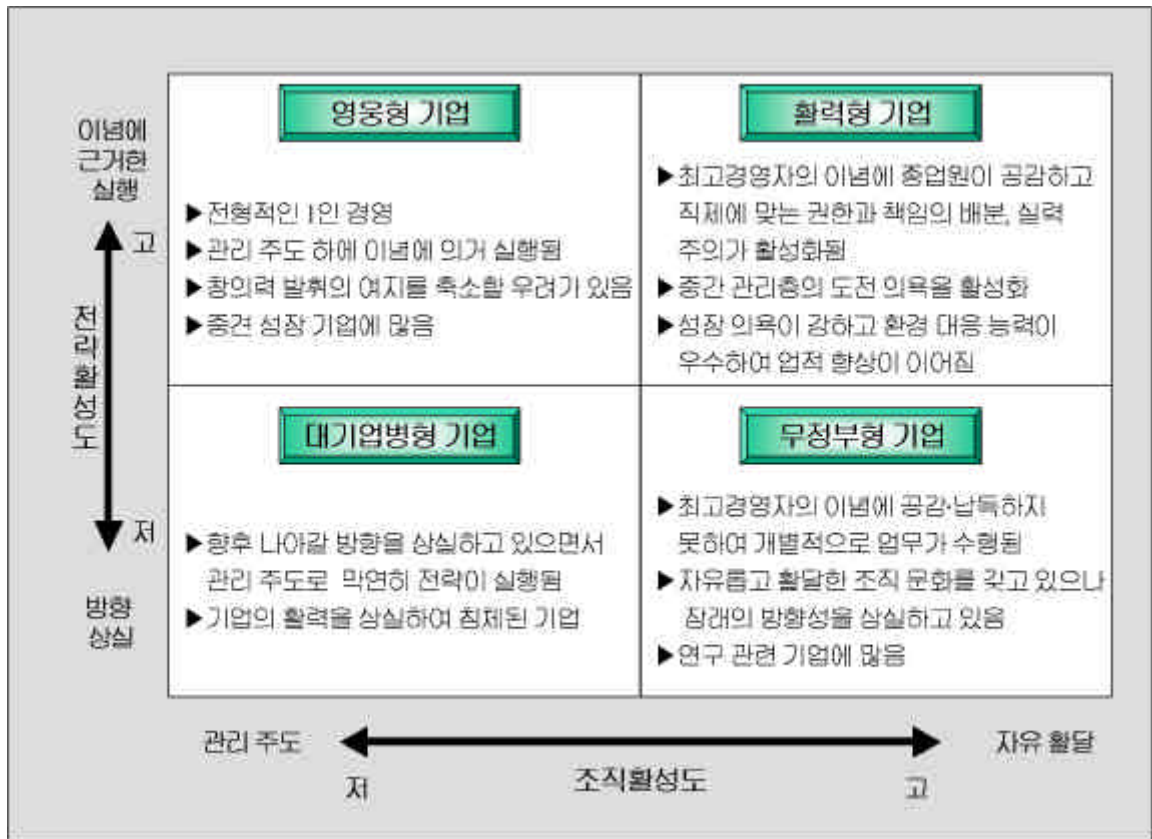 이념에
근거한
실행
고
전략활성도
저
방향
상실
영웅형 기업
▶전형적인 1인 경영
▶관리 주도 하에 이념에 의거 실행됨
▶창의력 발휘의 여지를 축소할 우려가 있음
▶중견 성장 기업에 많음
활력형 기업
▶최고경영자의 이념에 종업원이 공감하고
직제에 맞는 권한과 책임의 배분, 실력
주의가 활성화됨
▶중간 관리층의 도전 의욕을 활성화
▶성장 의욕이 강하고 환경 대응 능력이
우수하여 업적 향상이 이어짐
대기업병형 기업
▶향후 나아갈 방향을 상실하고 있으면서
관리 주도로 막연히 전략이 실행됨
▶기업의 활력을 상실하여 침체된 기업
무정부형 기업
▶최고경영자의 이념에 공감·납득하지
못하여 개별적으로 업무가 수행됨
▶자유롭고 활달한 조직 문화를 갖고 있으나
장래의 방향성을 상실하고 있음
▶연구 관련 기업에 많음
관리 주도
자유 활달
저
조직활성도
고